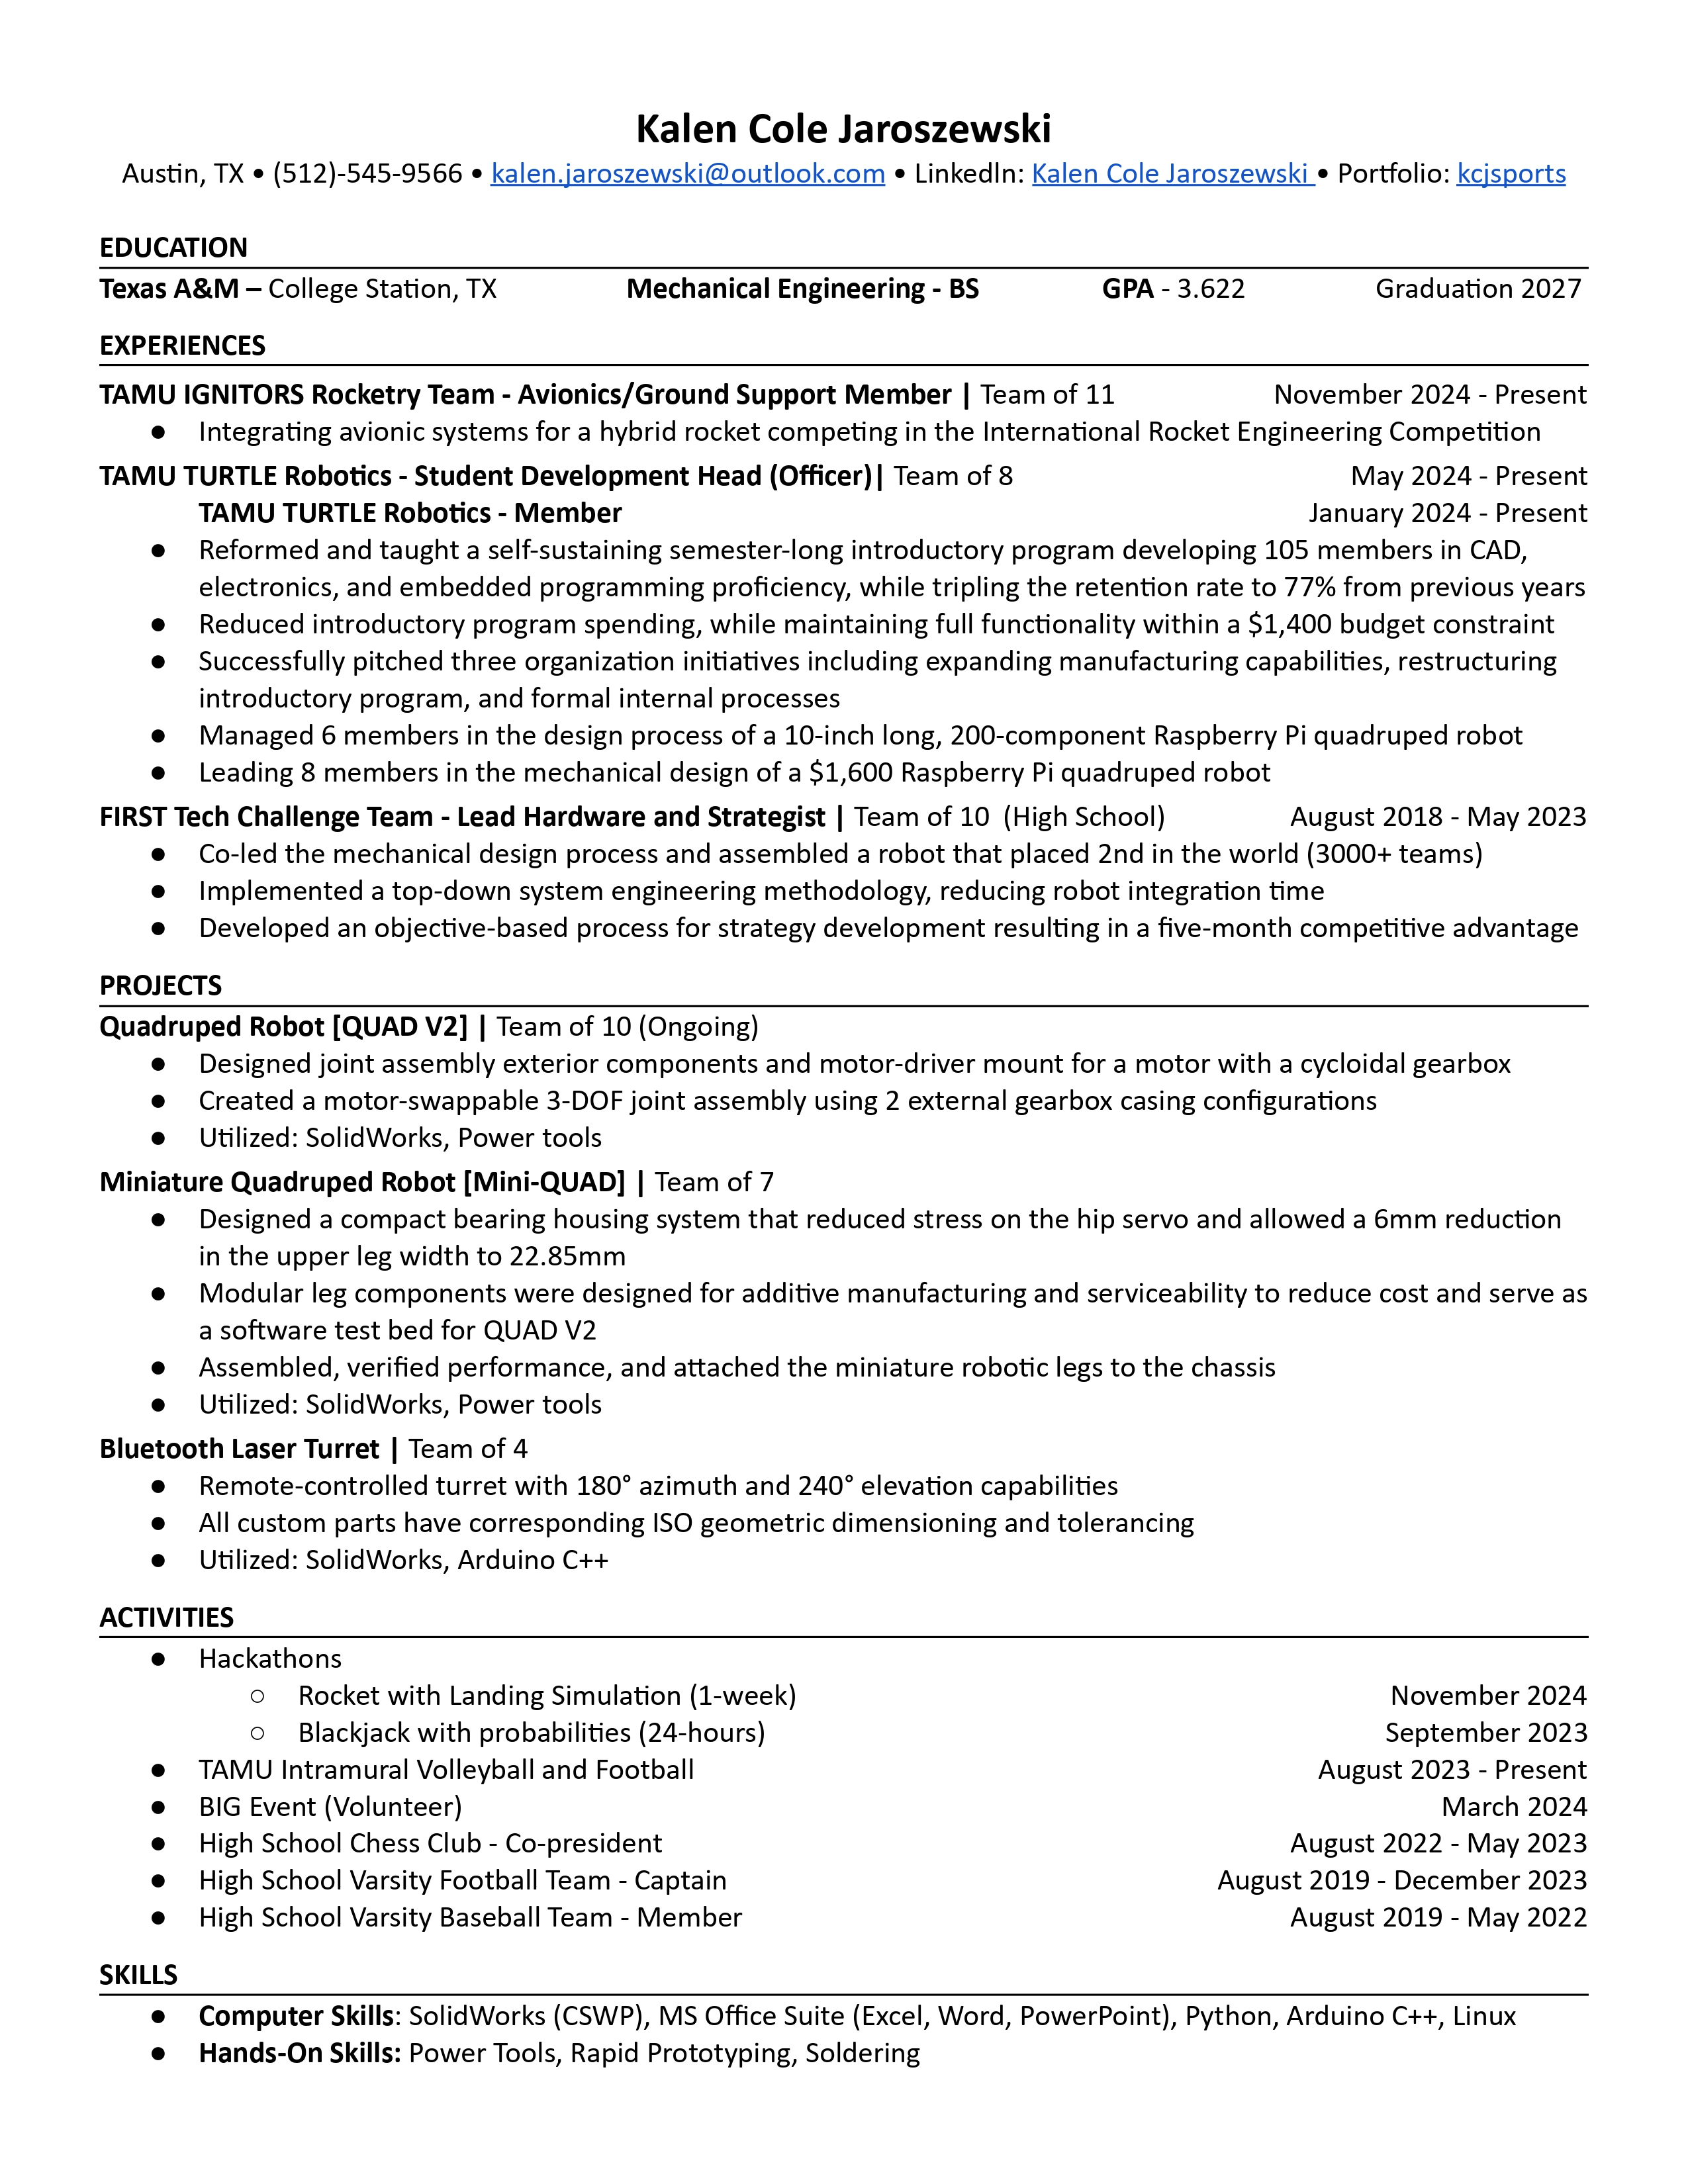 Kalen Cole Jaroszewski
Austin, TX • (512)-545-9566 • kalen.jaroszewski@outlook.com • LinkedIn: Kalen Cole Jaroszewski • Portfolio: kcjsports
EDUCATION
Texas A&M – College Station, TX Mechanical Engineering - BS GPA - 3.622 Graduation 2027
EXPERIENCES
TAMU IGNITORS Rocketry Team - Avionics/Ground Support Member | Team of 11 November 2024 - Present
● Integrating avionic systems for a hybrid rocket competing in the International Rocket Engineering Competition
TAMU TURTLE Robotics - Student Development Head (Officer)| Team of 8 May 2024 - Present
TAMU TURTLE Robotics - Member January 2024 - Present
● Reformed and taught a self-sustaining semester-long introductory program developing 105 members in CAD,
electronics, and embedded programming proficiency, while tripling the retention rate to 77% from previous years
● Reduced introductory program spending, while maintaining full functionality within a $1,400 budget constraint
● Successfully pitched three organization initiatives including expanding manufacturing capabilities, restructuring
introductory program, and formal internal processes
● Managed 6 members in the design process of a 10-inch long, 200-component Raspberry Pi quadruped robot
● Leading 8 members in the mechanical design of a $1,600 Raspberry Pi quadruped robot
FIRST Tech Challenge Team - Lead Hardware and Strategist | Team of 10 (High School) August 2018 - May 2023
● Co-led the mechanical design process and assembled a robot that placed 2nd in the world (3000+ teams)
● Implemented a top-down system engineering methodology, reducing robot integration time
● Developed an objective-based process for strategy development resulting in a five-month competitive advantage
PROJECTS
Quadruped Robot [QUAD V2] | Team of 10 (Ongoing)
● Designed joint assembly exterior components and motor-driver mount for a motor with a cycloidal gearbox
● Created a motor-swappable 3-DOF joint assembly using 2 external gearbox casing configurations
● Utilized: SolidWorks, Power tools
Miniature Quadruped Robot [Mini-QUAD] | Team of 7
● Designed a compact bearing housing system that reduced stress on the hip servo and allowed a 6mm reduction
in the upper leg width to 22.85mm
● Modular leg components were designed for additive manufacturing and serviceability to reduce cost and serve as
a software test bed for QUAD V2
● Assembled, verified performance, and attached the miniature robotic legs to the chassis
● Utilized: SolidWorks, Power tools
Bluetooth Laser Turret | Team of 4
● Remote-controlled turret with 180° azimuth and 240° elevation capabilities
● All custom parts have corresponding ISO geometric dimensioning and tolerancing
● Utilized: SolidWorks, Arduino C++
ACTIVITIES
● Hackathons
○ Rocket with Landing Simulation (1-week) November 2024
○ Blackjack with probabilities (24-hours) September 2023
● TAMU Intramural Volleyball and Football August 2023 - Present
● BIG Event (Volunteer) March 2024
● High School Chess Club - Co-president August 2022 - May 2023
● High School Varsity Football Team - Captain August 2019 - December 2023
● High School Varsity Baseball Team - Member August 2019 - May 2022
SKILLS
● Computer Skills: SolidWorks (CSWP), MS Office Suite (Excel, Word, PowerPoint), Python, Arduino C++, Linux
● Hands-On Skills: Power Tools, Rapid Prototyping, Soldering